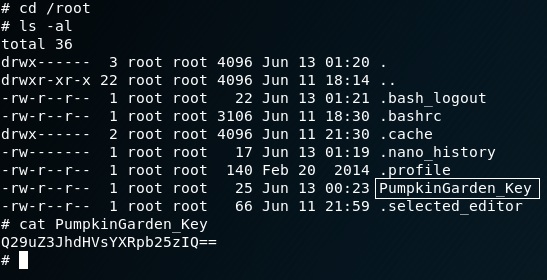 # cd /root
# ls -al
total 36
drwx------  3 root root 4096 Jun 13 01:20 .
drwxr-xr-x 22 root root 4096 Jun 11 18:14 ..
-rw-r--r--  1 root root   22 Jun 13 01:21 .bash_logout
-rw-r--r--  1 root root 3106 Jun 11 18:30 .bashrc
drwx------  2 root root 4096 Jun 11 21:30 .cache
-rw-------  1 root root   17 Jun 13 01:19 .nano_history
-rw-r--r--  1 root root  140 Feb 20  2014 .profile
-rw-r--r--  1 root root   25 Jun 13 00:23 PumpkinGarden_Key
-rw-r--r--  1 root root   66 Jun 11 21:59 .selected_editor
# cat PumpkinGarden_Key
Q29uZ3JhdHVsYXRpb25zIQ==
#